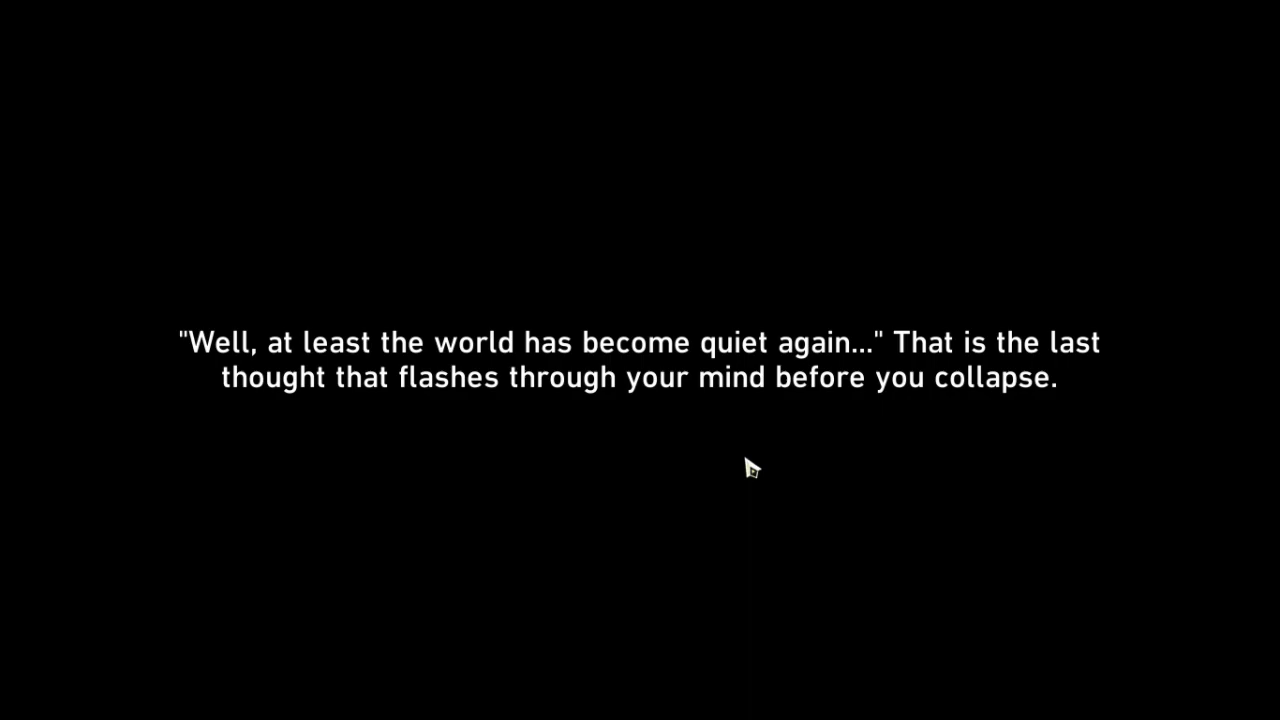 "Well, at least the world has become quiet again..." That is the last
thought that flashes through your mind before you collapse.